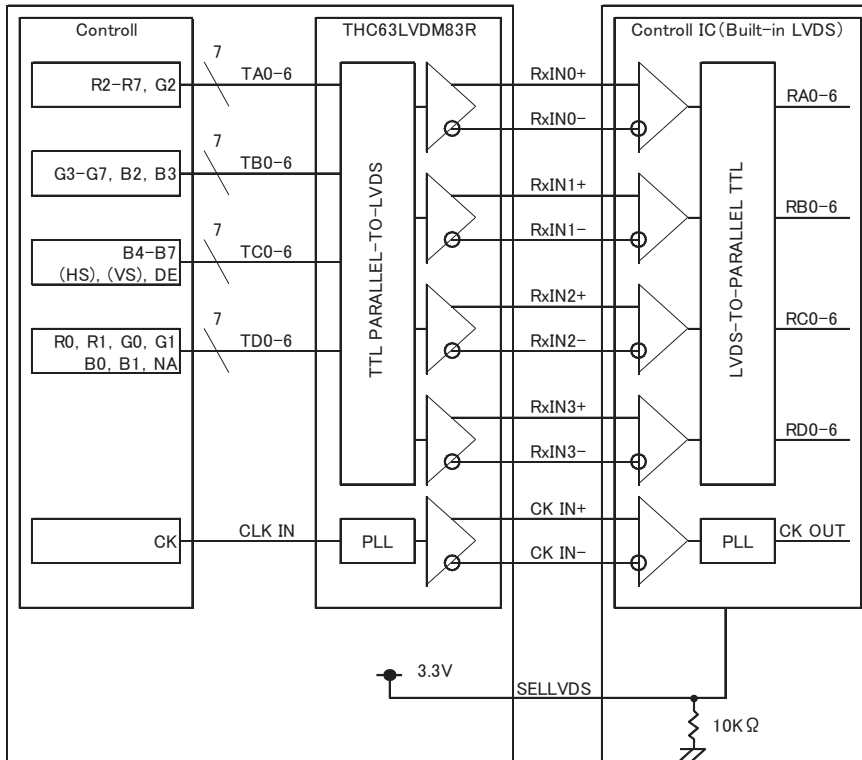 Controll
THC63LVDM83R
Controll IC(Built-in LVDS)
7
R2-R7, G2
TA0-6
RxIN0+
RxIN0-
RA0-6
7
G3-G7, B2, B3
TB0-6
RxIN1+
RxIN1-
RB0-6
7
B4-B7
(HS), (VS), DE
TC0-6
RxIN2+
RxIN2-
RC0-6
7
R0, R1, G0, G1
B0, B1, NA
TD0-6
RxIN3+
RxIN3-
RD0-6
TTL PARALLEL-TO-LVDS
LVDS-TO-PARALLEL TTL
CK
CLK IN
PLL
CK IN+
CK IN-
PLL
CK OUT
3.3V
SELLVDS
10KΩ